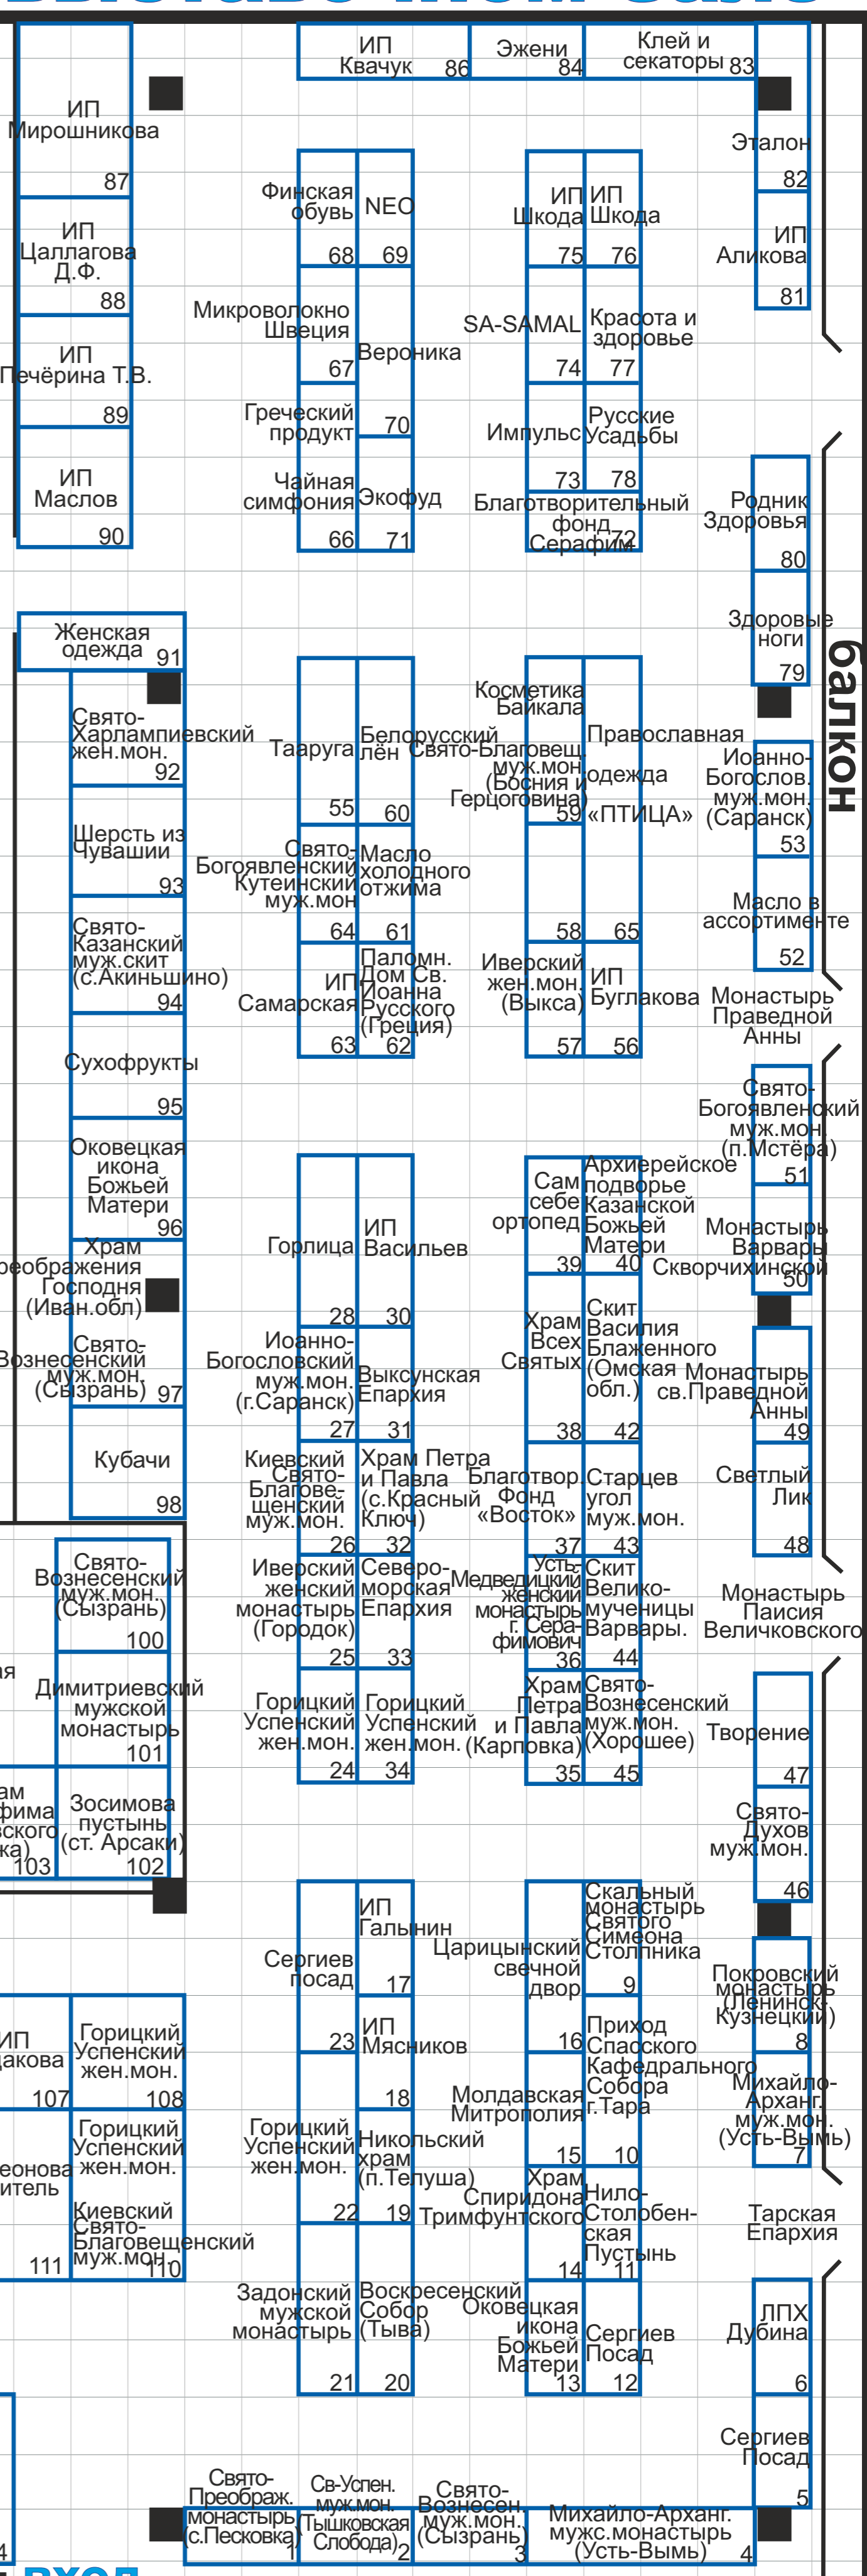 ИП
Квачук 86
Эжени
84
Клей и
секаторы 83
ИП
Мирошникова
87
Эталон
82
ИП
Цаллагова
Д.Ф.
88
Финская
обувь
68
NEO
69
ИП
Шкода
75
ИП
Шкода
76
ИП
Аликова
81
ИП
Печёрина Т.В.
89
Микроволокно
Швеция
67
Вероника
70
SA-SAMAL
74
Красота и
здоровье
77
ИП
Маслов
90
Греческий
продукт
Чайная
симфония
66
Экофуд
71
Импульс
73
Русские
Усадьбы
78
Благотворительный
фонд
Серафим
72
Родник
Здоровья
80
Здоровые
ноги
79
балкон
Женская
одежда 91
Свято-
Харлампиевский
жен.мон.
92
Шерсть из
Чувашии
93
Свято-
Казанский
муж.скит
(с.Акиньшино)
94
Сухофрукты
95
Оковецкая
икона
Божьей
Матери
96
Храм
реображения
Господня
(Иван.обл)
Свято-
Вознесенский
муж.мон.
(Сызрань) 97
Кубачи
98
Тааруга
55
Белорусский
лён
60
Косметика
Байкала
Свято-Благовещ.
муж.мон.
(Босния и
Герцоговина)
59
Православная
одежда
«ПТИЦА»
Иоанно-
Богослов.
муж.мон.
(Саранск)
53
Свято-
Богоявленский
Кутеинский
муж.мон
64
Масло
холодного
отжима
61
58
65
Масло в
ассортименте
52
ИП
Самарская
63
Паломн.
Дом Св.
Иоанна
Русского
(Греция)
62
Иверский
жен.мон.
(Выкса)
57
ИП
Буглакова
56
Монастырь
Праведной
Анны
Свято-
Богоявленский
муж.мон.
(п.Мстёра)
51
Монастырь
Варвары
Скворчихинской
50
Горлица
28
ИП
Васильев
30
Сам
себе
ортопед
39
Архиерейское
подворье
Казанской
Божьей
Матери
40
Иоанно-
Богословский
муж.мон.
(г.Саранск)
27
Выксунская
Епархия
31
Храм
Всех
Святых
38
Скит
Василия
Блаженного
(Омская
обл.)
42
Монастырь
св.Праведной
Анны
49
Киевский
Свято-
Благове-
щенский
муж.мон.
26
Храм Петра
и Павла
(с.Красный
Ключ)
32
Благотвор.
Фонд
«Восток»
37
Старцев
угол
муж.мон.
43
Светлый
Лик
48
Иверский
женский
монастырь
(Городок)
25
Северо-
морская
Епархия
33
Усть-
Медведицкий
женский
монастырь
г. Сера-
фимович
36
Скит
Велико-
мученицы
Варвары.
44
Монастырь
Паисия
Величковского
Горицкий
Успенский
жен.мон.
24
Горицкий
Успенский
жен.мон.
34
Храм
Петра
и Павла
(Карповка)
35
Свято-
Вознесенский
муж.мон.
(Хорошее)
45
Творение
47
Свято-
Духов
муж.мон.
46
Свято-
Вознесенский
муж.мон.
(Сызрань)
100
Димитриевский
мужской
монастырь
101
Зосимова
пустынь
(ст. Арсаки)
102
103
Сергиев
посад
23
ИП
Галынин
17
Царицынский
свечной
двор
16
Скальный
монастырь
Святого
Симеона
Столпника
9
Покровский
монастырь
(Ленинск-
Кузнецкий)
8
ИП
107
Горицкий
Успенский
жен.мон.
108
ИП
Мясников
18
Молдавская
Митрополия
15
Приход
Спасского
Кафедрального
Собора
г.Тара
10
Михайло-
Арханг.
муж.мон.
(Усть-Вымь)
7
111
Горицкий
Успенский
жен.мон.
Киевский
Свято-
Благовещенский
муж.мон.
110
Горицкий
Успенский
жен.мон.
22
Никольский
храм
(п.Телуша)
19
Храм
Спиридона
Тримфунтского
14
Нило-
Столобен-
ская
Пустынь
11
Тарская
Епархия
Задонский
мужской
монастырь
21
Воскресенский
Собор
(Тыва)
20
Оковецкая
икона
Божьей
Матери
13
Сергиев
Посад
12
ЛПХ
Дубина
6
Сергиев
Посад
5
Свято-
Преображ.
монастырь
(с.Песковка)
1
Св-Успен.
муж.мон.
Тышковская
Слобода)
2
Свято-
Вознесен.
муж.мон.
(Сызрань)
3
Михайло-Арханг.
мужс.монастырь
(Усть-Вымь) 4
вход